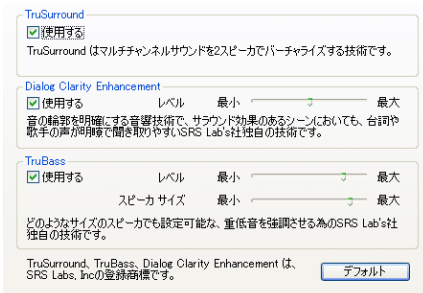 TruSurround
使用する
TruSurround はマルチチャンネルサウンドを2スピーカでバーチャライズする技術です。
Dialog Clarity Enhancement
使用する レベル 最小 最大
音の輪郭を明確にする音響技術で、サラウンド効果のあるシーンにおいても、台詞や
歌手の声が明瞭で聞き取りやすいSRS Lab's社独自の技術です。
TruBass
使用する レベル 最小 最大
スピーカ サイズ 最小 最大
どのようなサイズのスピーカでも設定可能な、重低音を強調させる為のSRS Lab's社
独自の技術です。
TruSurround、TruBass、Dialog Clarity Enhancement は、
SRS Labs, Incの登録商標です。
デフォルト